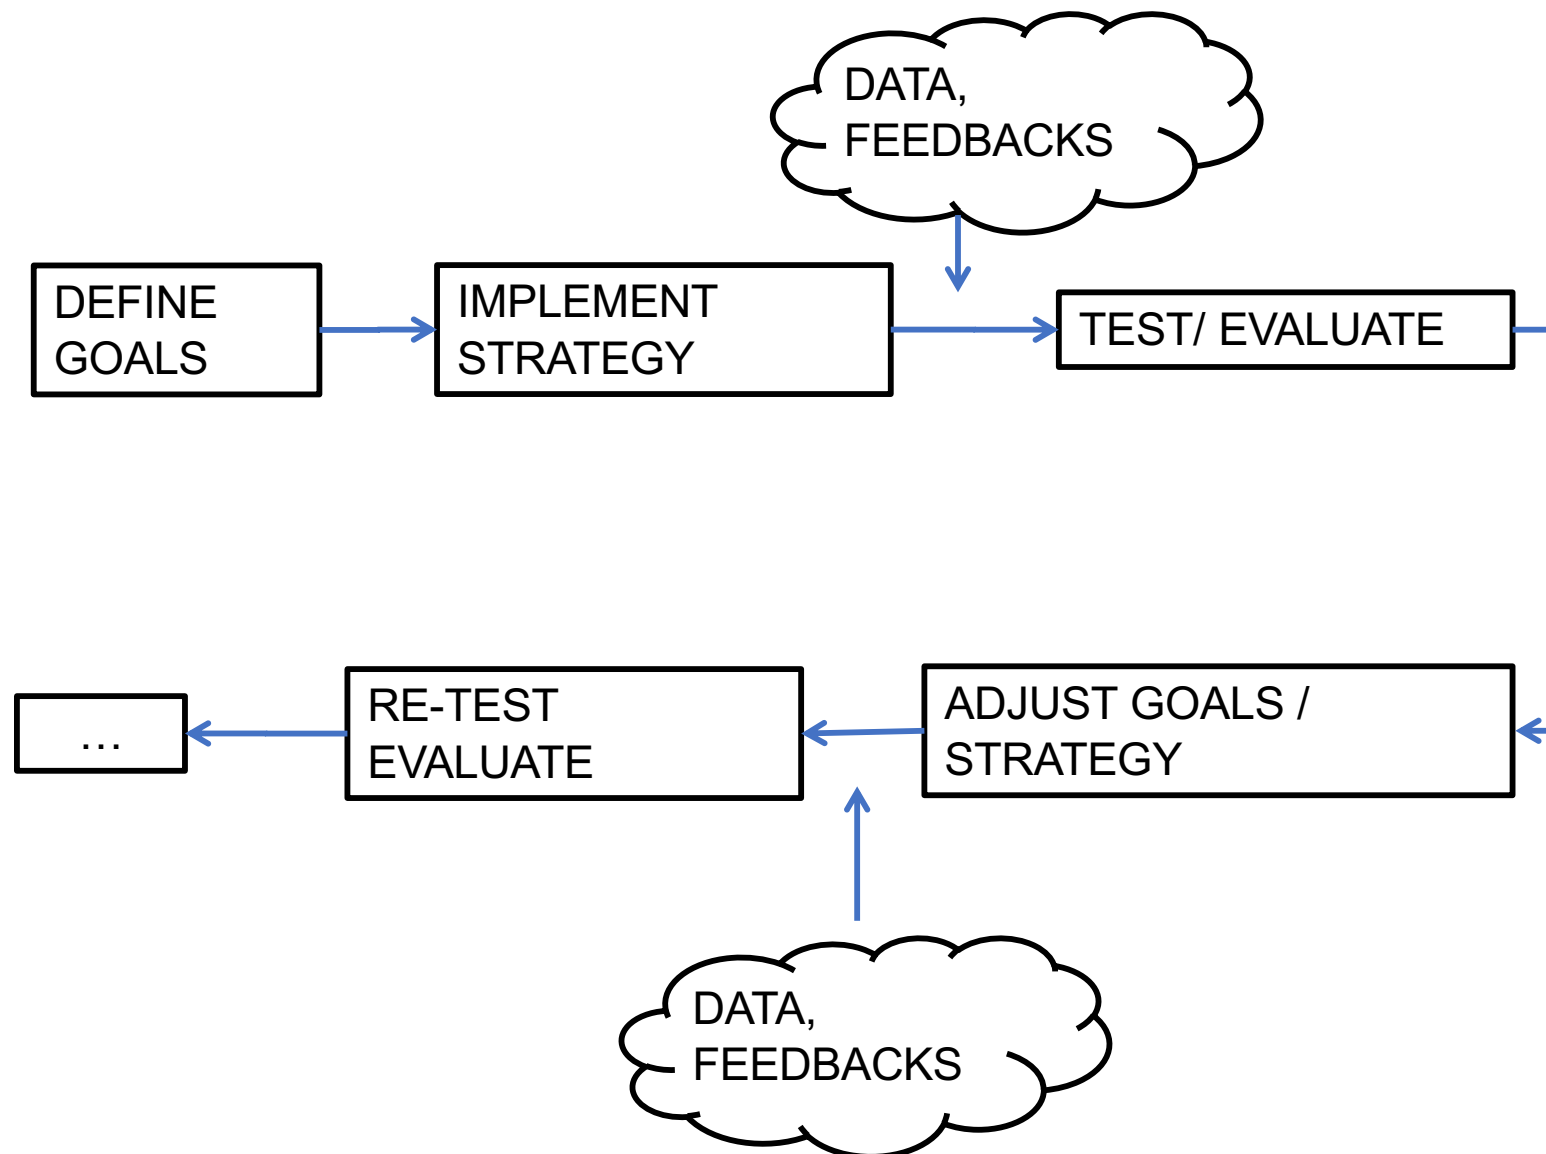 DATA,
FEEDBACKS
DEFINE
GOALS
IMPLEMENT
STRATEGY
TEST/ EVALUATE
ADJUST GOALS /
STRATEGY
RE-TEST
EVALUATE
...
DATA,
FEEDBACKS